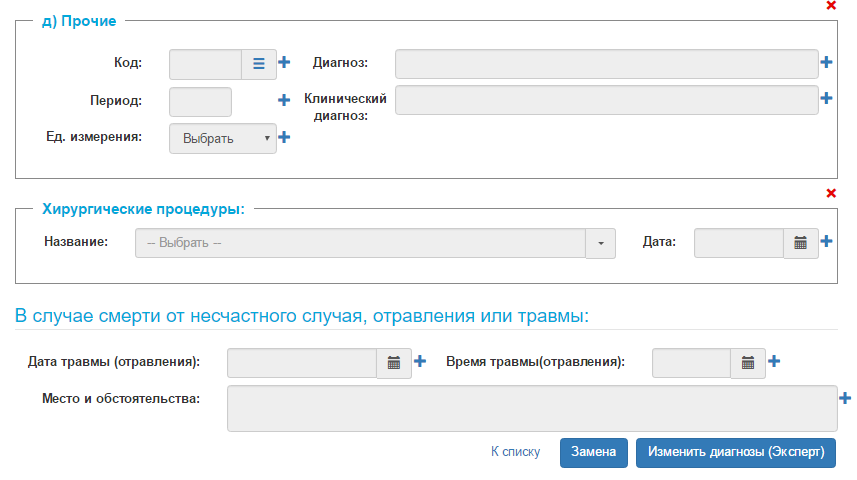 д) Прочие
Код:
Диагноз:
Период:
Клинический
диагноз:
Ед. измерения:
Выбрать
Хирургические процедуры:
Название:
-- Выбрать --
Дата:
В случае смерти от несчастного случая, отравления или травмы:
Дата травмы (отравления):
Время травмы(отравления):
Место и обстоятельства:
К списку
Замена
Изменить диагнозы (Эксперт)